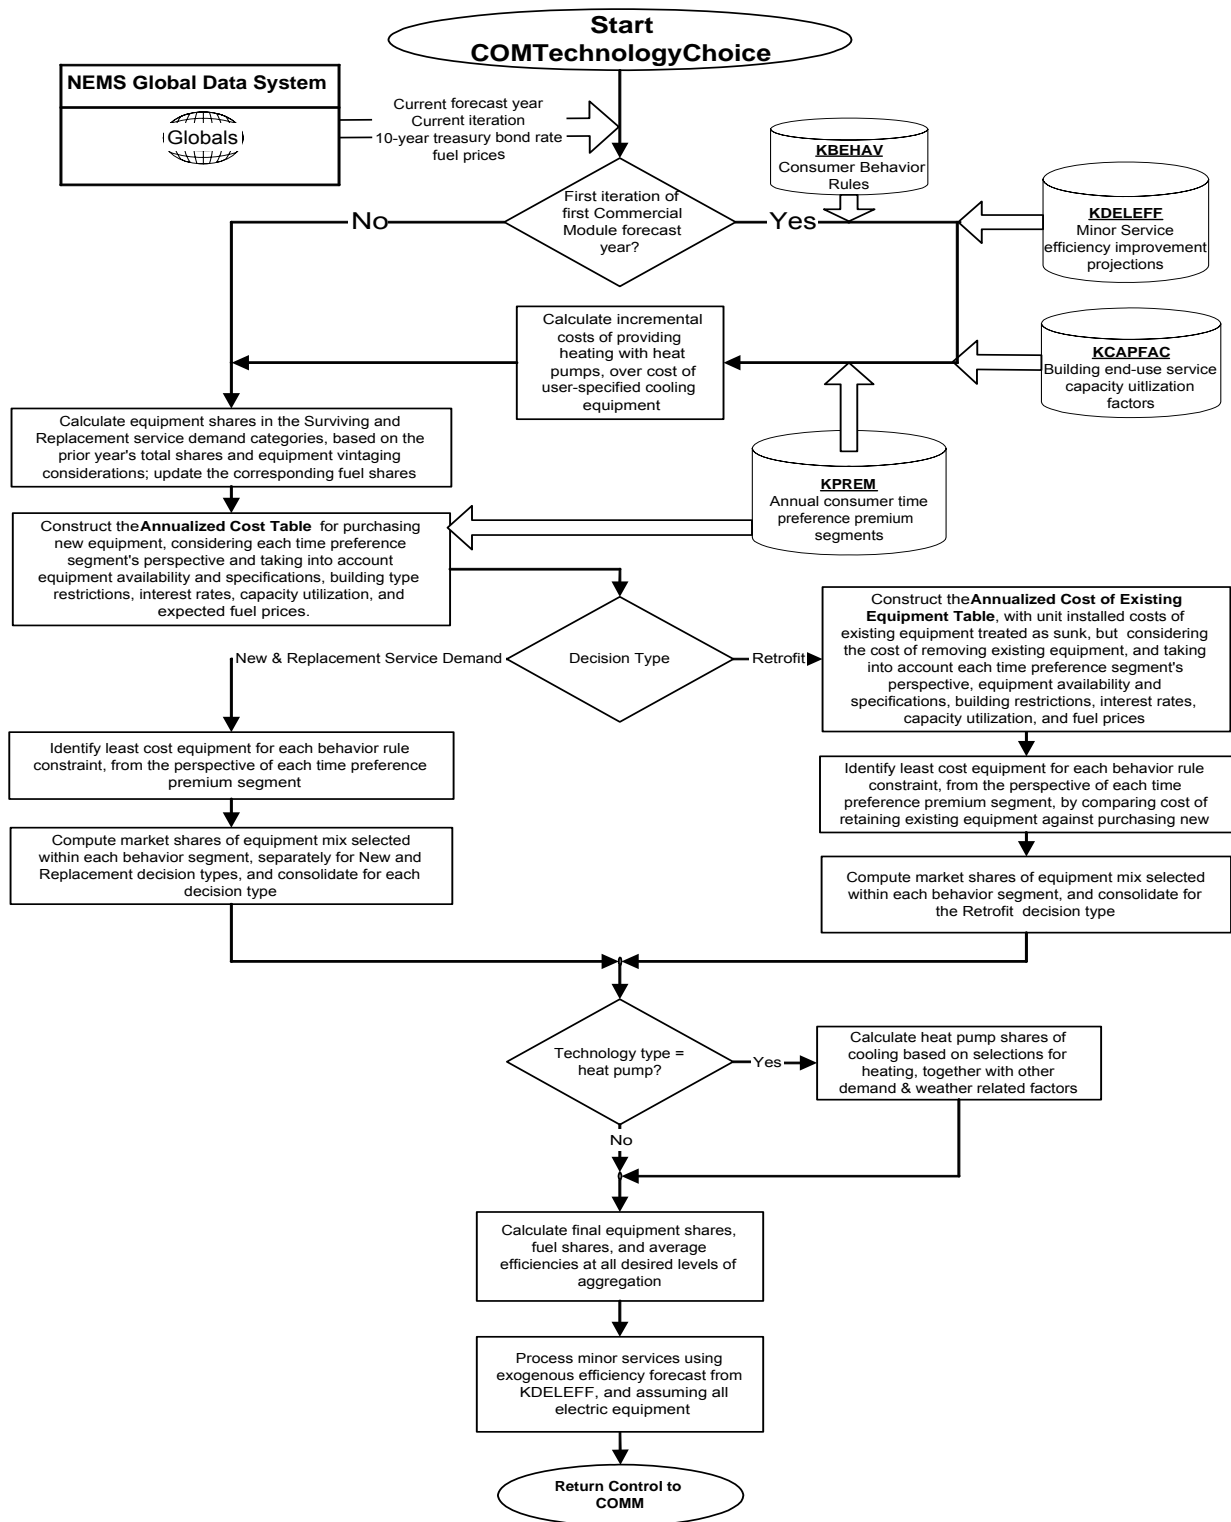 Start
COMTechnologyChoice
NEMS Global Data System
Globals
Current forecast year
Current iteration
10-year treasury bond rate
fuel prices
KBEHAV
Consumer Behavior
Rules
First iteration of
first Commercial
Module forecast
year?
No
Yes
KDELEFF
Minor Service
efficiency improvement
projections
Calculate incremental
costs of providing
heating with heat
pumps, over cost of
user-specified cooling
equipment
KCAPFAC
Building end-use service
capacity uitlization
factors
Calculate equipment shares in the Surviving and
Replacement service demand categories, based on the
prior year's total shares and equipment vintaging
considerations; update the corresponding fuel shares
KPREM
Annual consumer time
preference premium
segments
Construct the Annualized Cost Table for purchasing
new equipment, considering each time preference
segment's perspective and taking into account
equipment availability and specifications, building type
restrictions, interest rates, capacity utilization, and
expected fuel prices.
Decision Type
New & Replacement Service Demand
Retrofit
Construct the Annualized Cost of Existing
Equipment Table, with unit installed costs of
existing equipment treated as sunk, but considering
the cost of removing existing equipment, and taking
into account each time preference segment's
perspective, equipment availability and
specifications, building restrictions, interest rates,
capacity utilization, and fuel prices
Identify least cost equipment for each behavior rule
constraint, from the perspective of each time preference
premium segment
Identify least cost equipment for each behavior rule
constraint, from the perspective of each time
preference premium segment, by comparing cost of
retaining existing equipment against purchasing new
Compute market shares of equipment mix selected
within each behavior segment, separately for New and
Replacement decision types, and consolidate for each
decision type
Compute market shares of equipment mix selected
within each behavior segment, and consolidate for
the Retrofit decision type
Technology type =
heat pump?
Yes
No
Calculate heat pump shares of
cooling based on selections for
heating, together with other
demand & weather related factors
Calculate final equipment shares,
fuel shares, and average
efficiencies at all desired levels of
aggregation
Process minor services using
exogenous efficiency forecast from
KDELEFF, and assuming all
electric equipment
Return Control to
COMM